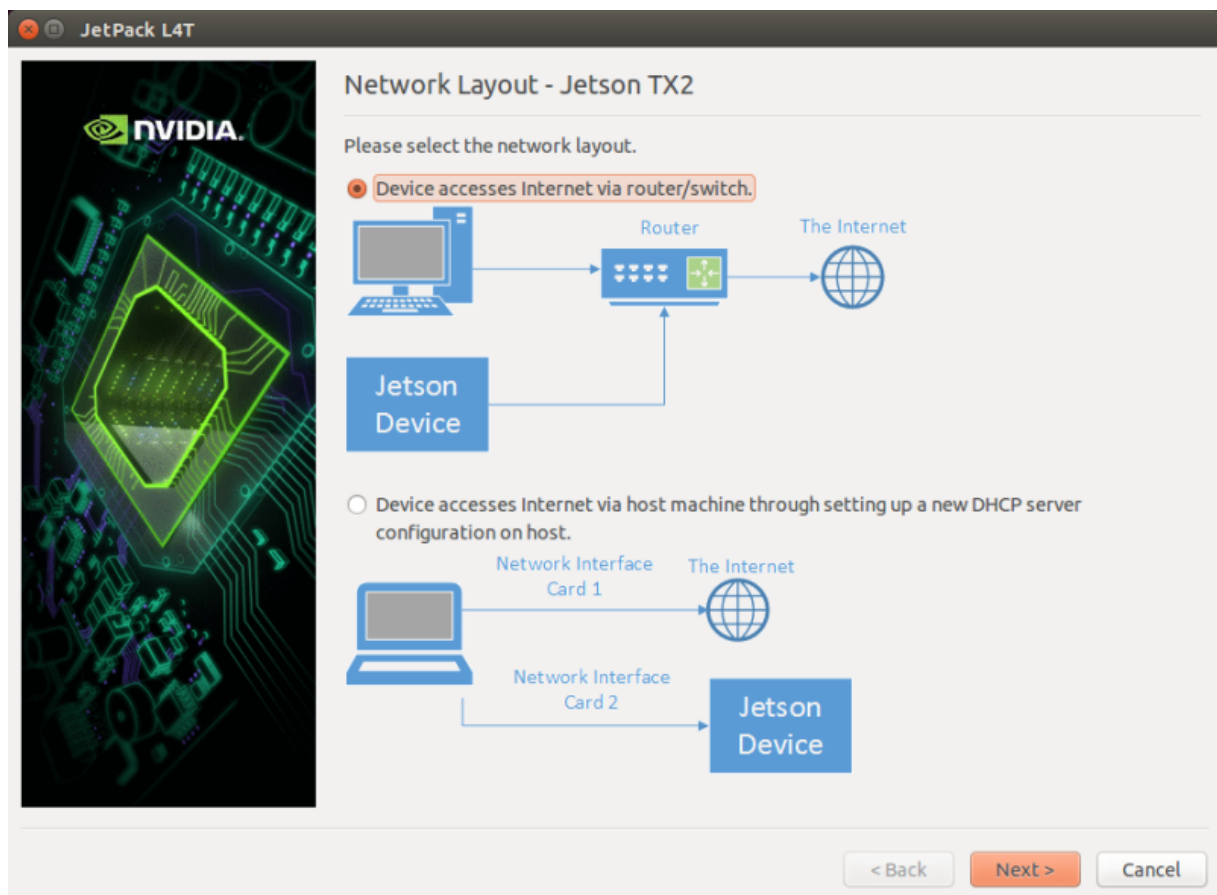 JetPack L4T
NVIDIA.
Network Layout - Jetson TX2
Please select the network layout.
Device accesses Internet via router/switch.
Router
The Internet
Jetson
Device
Device accesses Internet via host machine through setting up a new DHCP server
configuration on host.
Network Interface
Card 1
The Internet
Network Interface
Card 2
Jetson
Device
< Back
Next >
Cancel